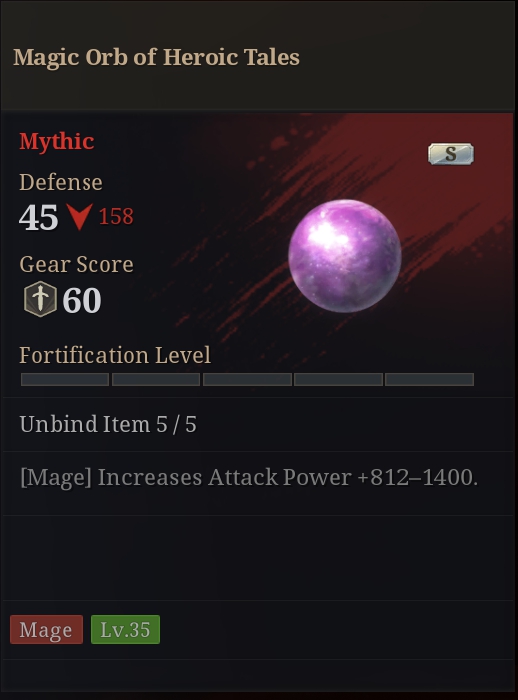 Magic Orb of Heroic Tales
Mythic
S
Defense
45 158
Gear Score
60
Fortification Level
Unbind Item 5 / 5
[Mage] Increases Attack Power +812–1400.
Mage Lv.35